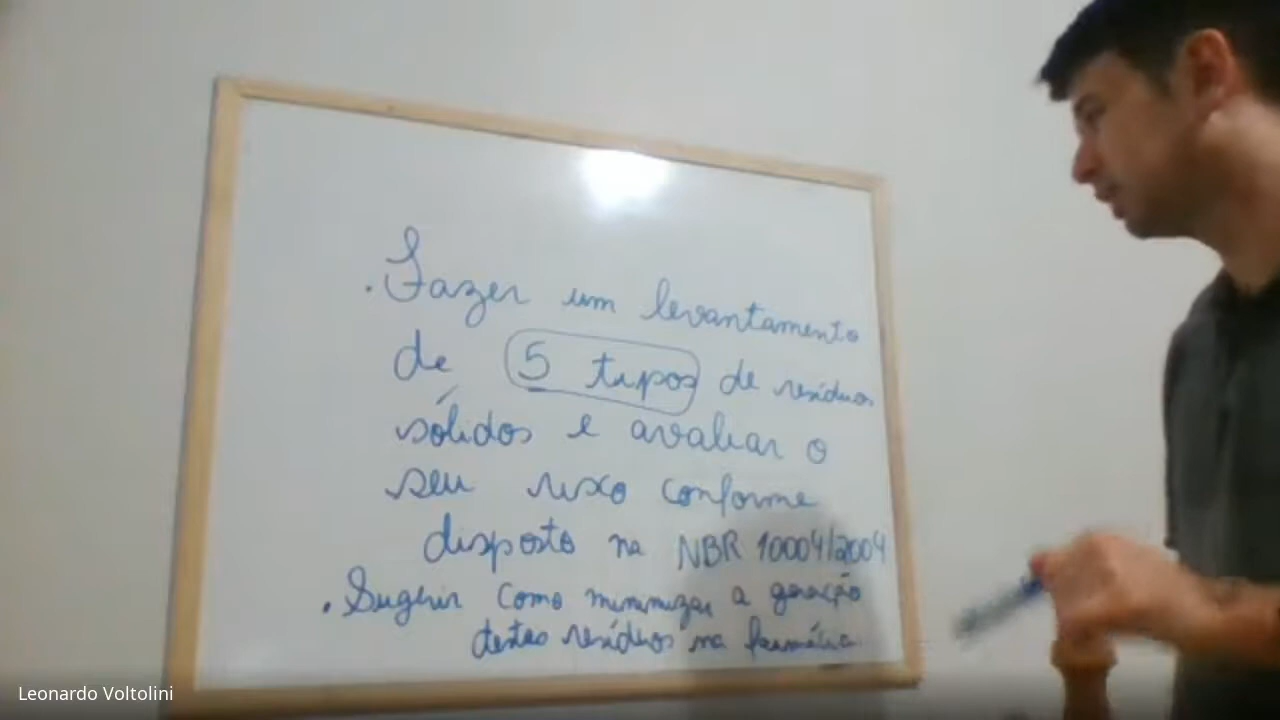 . Fazer um levantamento
de 5 tipos de resíduos
sólidos e avaliar o
seu risco conforme
disposto na NBR 10004/2004
. Sugerir como minimizar a geração
destes resíduos na farmácia.
Leonardo Voltolini